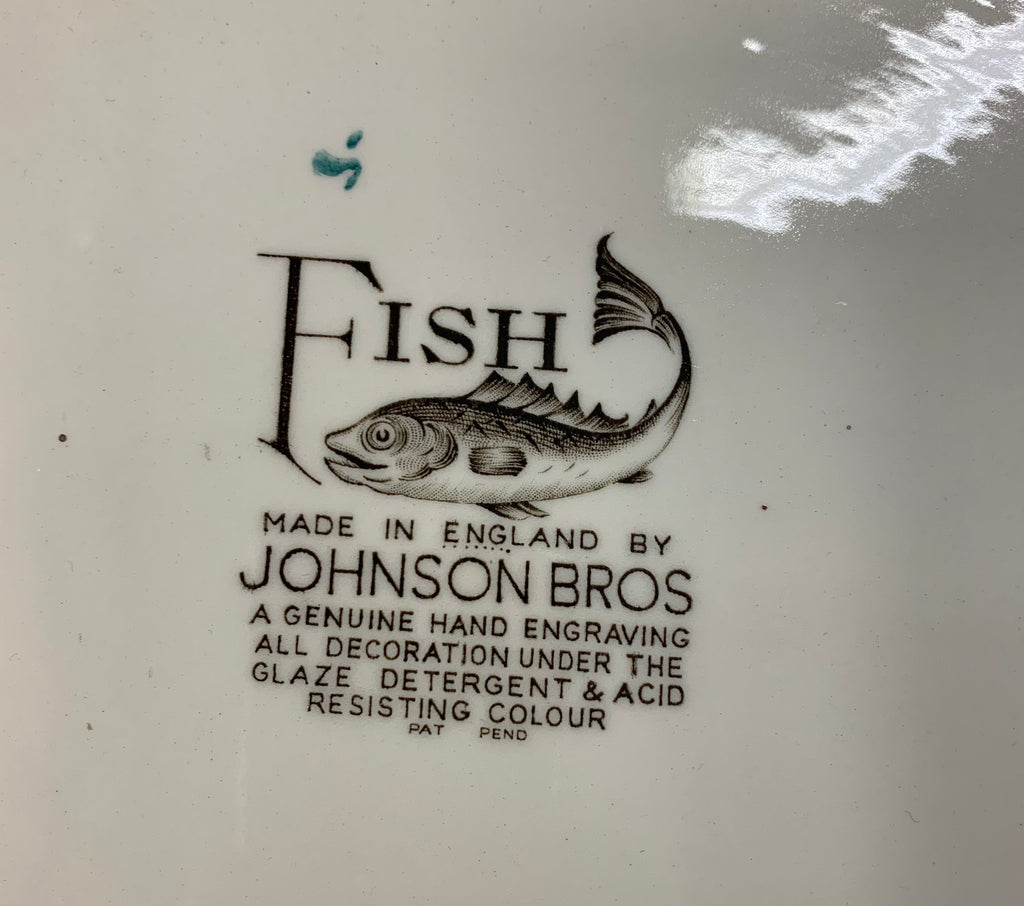 FISH
MADE IN ENGLAND BY
JOHNSON BROS
A GENUINE HAND ENGRAVING
ALL DECORATION UNDER THE
GLAZE DETERGENT & ACID
RESISTING COLOUR
PAT PEND